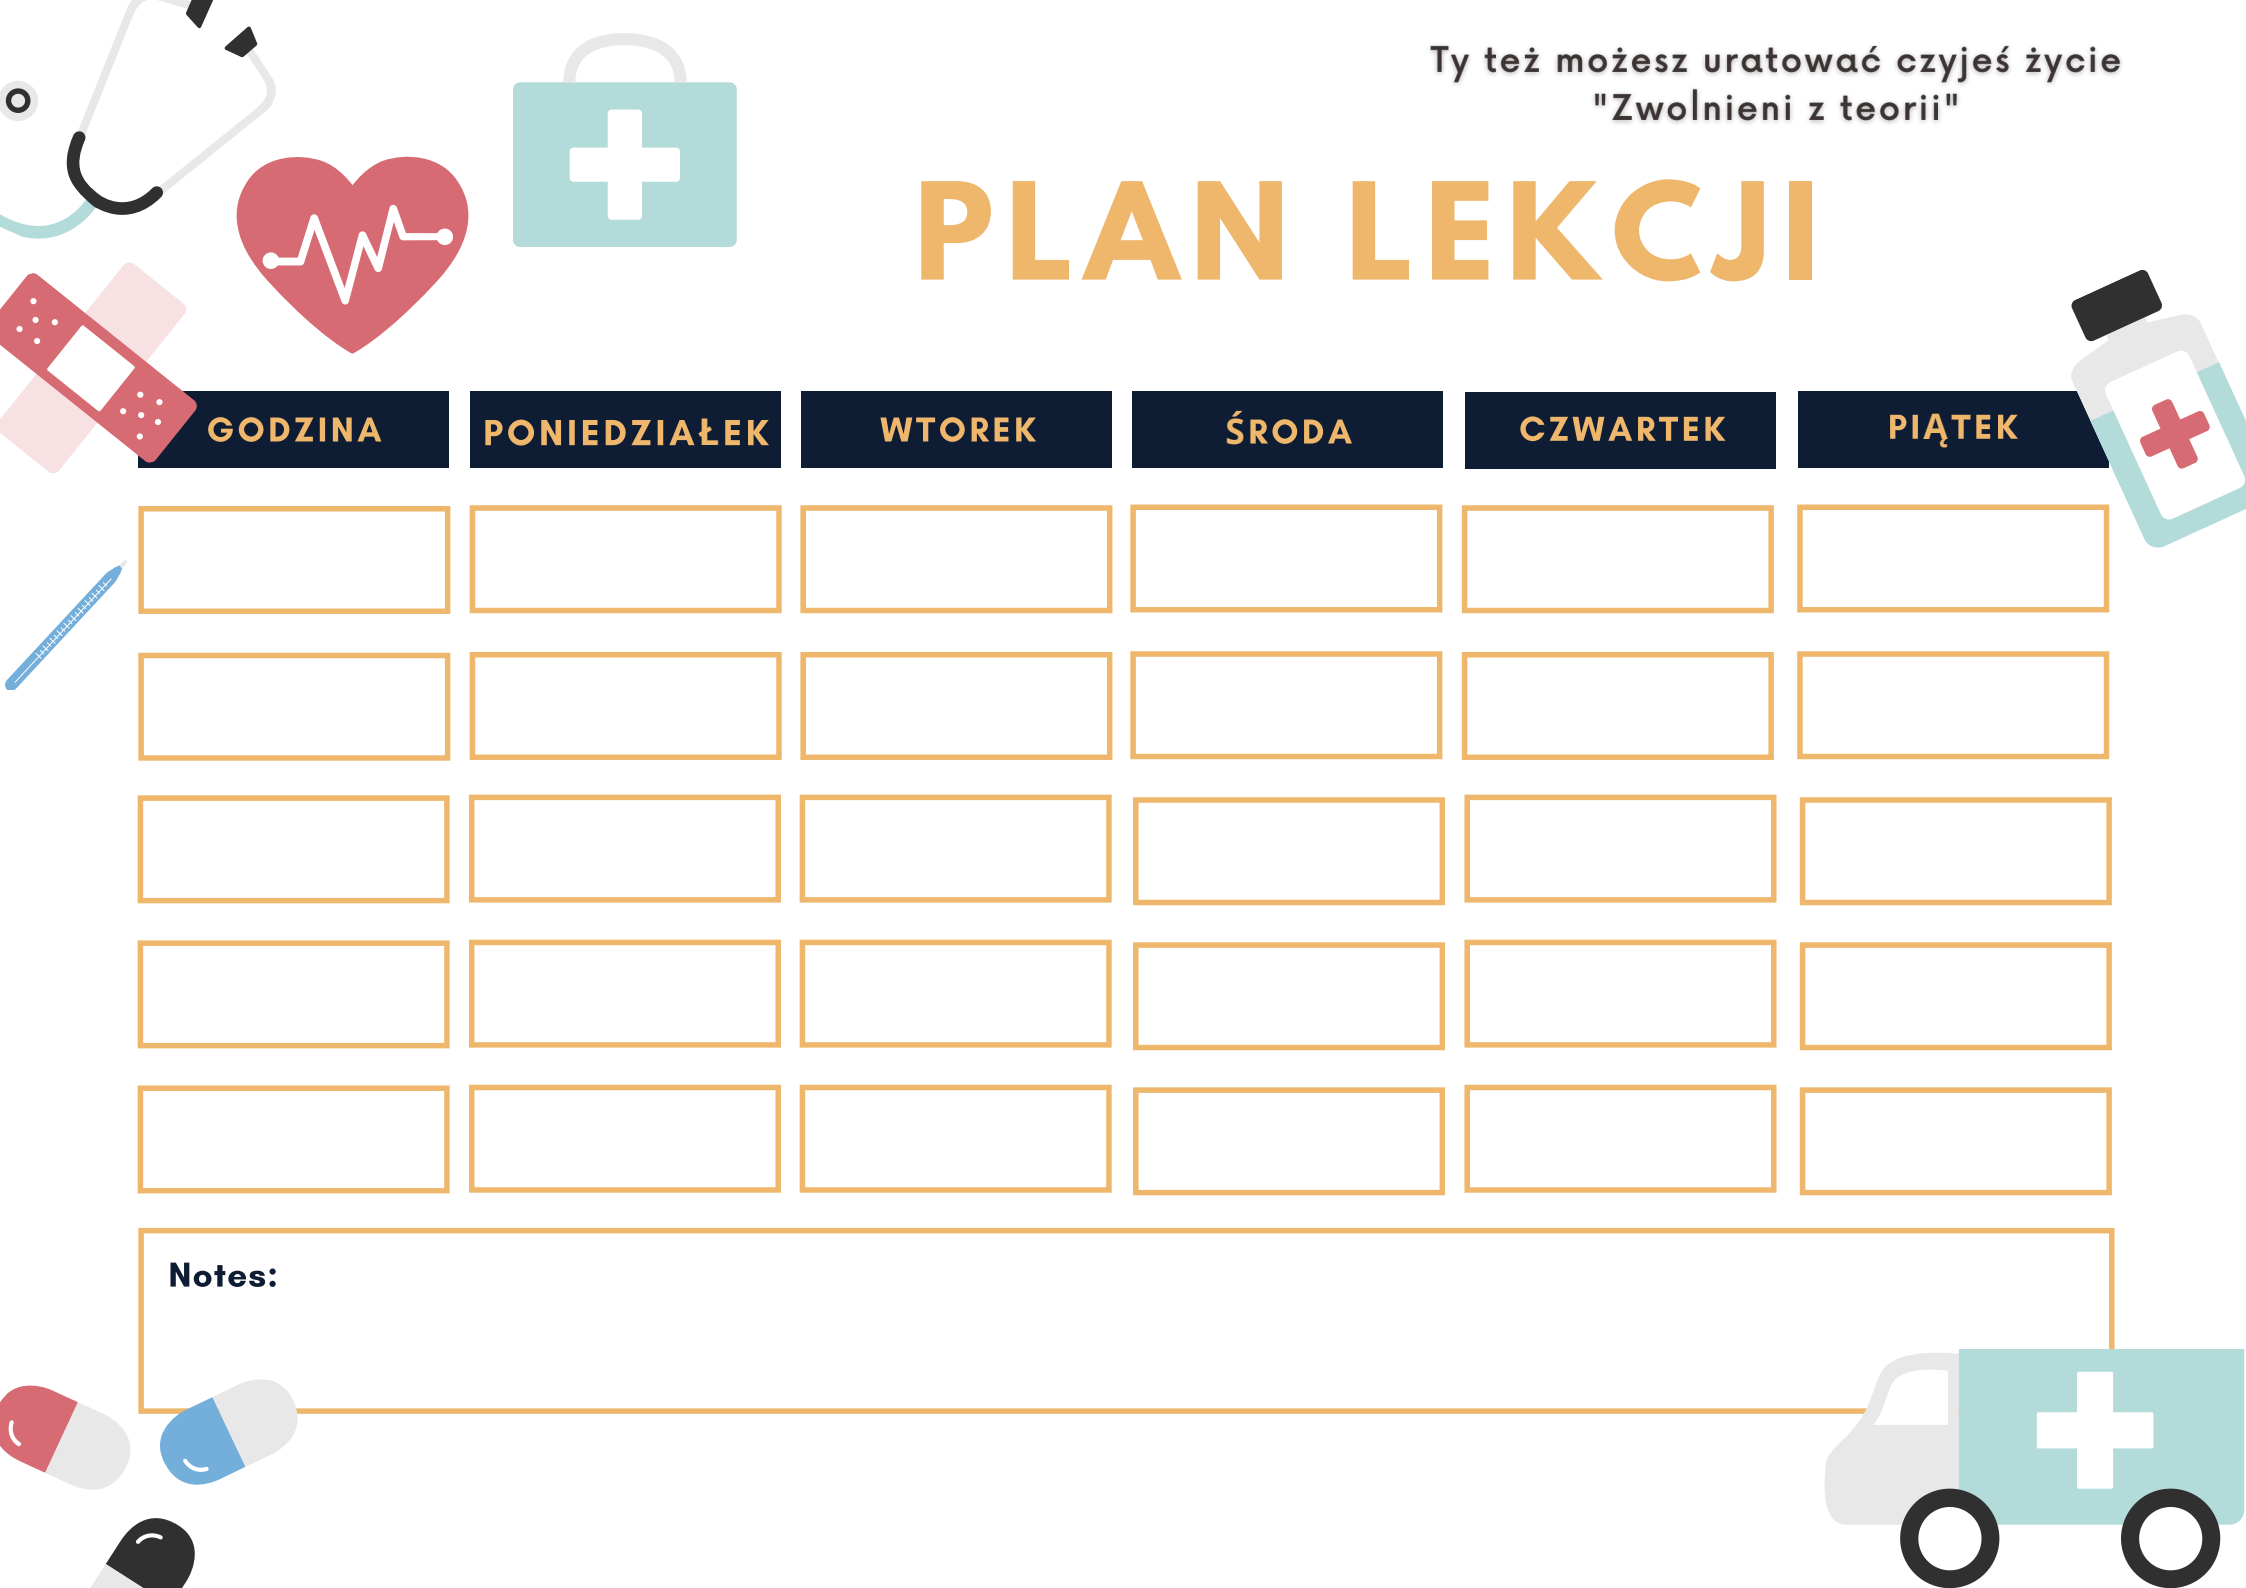 Ty też możesz uratować czyjeś życie
"Zwolnieni z teorii"
PLAN LEKCJI
GODZINA PONIEDZIAŁEK WTOREK ŚRODA CZWARTEK PIĄTEK
Notes: